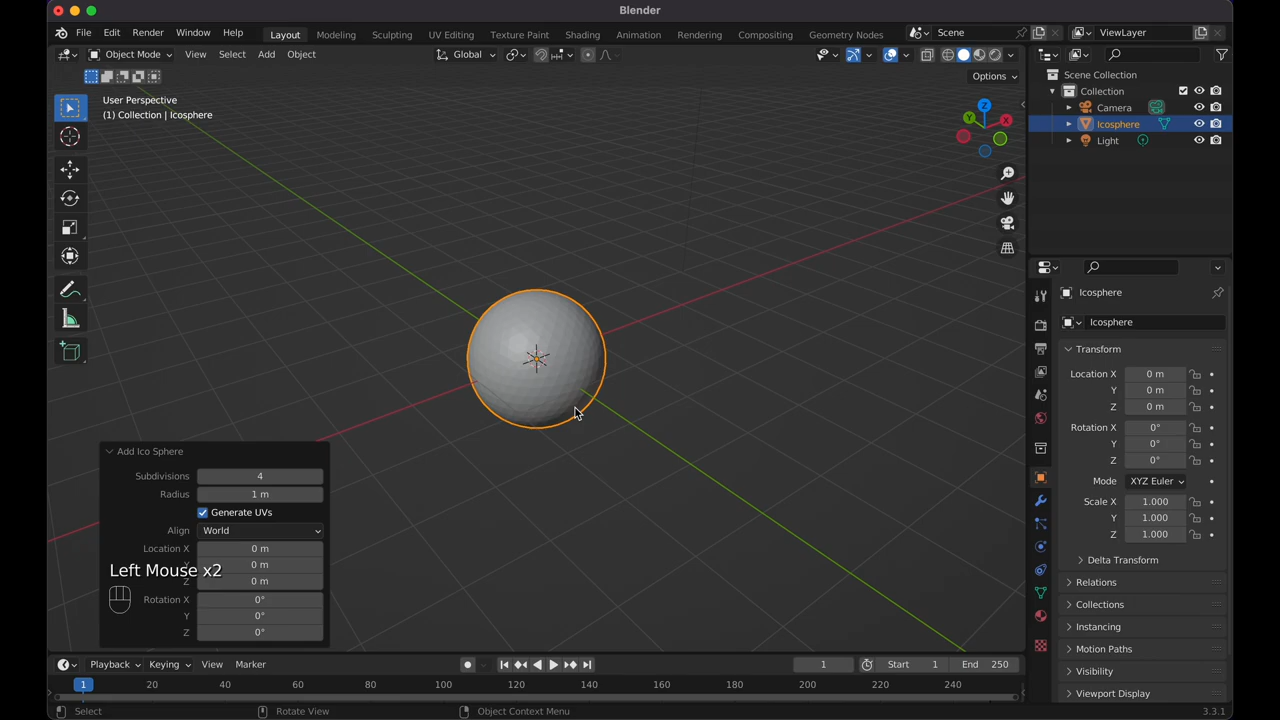 Blender
File Edit Render Window Help Layout Modeling Sculpting UV Editing Texture Paint Shading Animation Rendering Compositing Geometry Nodes Scene ViewLayer
Object Mode View Select Add Object Global
Options
User Perspective
(1) Collection | Icosphere
Z
Y
X
Scene Collection
Collection
Camera
Icosphere
Light
Icosphere
Icosphere
Transform
Location X 0 m
Y 0 m
Z 0 m
Rotation X 0°
Y 0°
Z 0°
Mode XYZ Euler
Scale X 1.000
Y 1.000
Z 1.000
Delta Transform
Relations
Collections
Instancing
Motion Paths
Visibility
Viewport Display
Add Ico Sphere
Subdivisions 4
Radius 1 m
Generate UVs
Align World
Location X 0 m
0 m
Z 0 m
Left Mouse x2
Rotation X 0°
Y 0°
Z 0°
Playback Keying View Marker 1 Start 1 End 250
1 20 40 60 80 100 120 140 160 180 200 220 240
Select Rotate View Object Context Menu 3.3.1